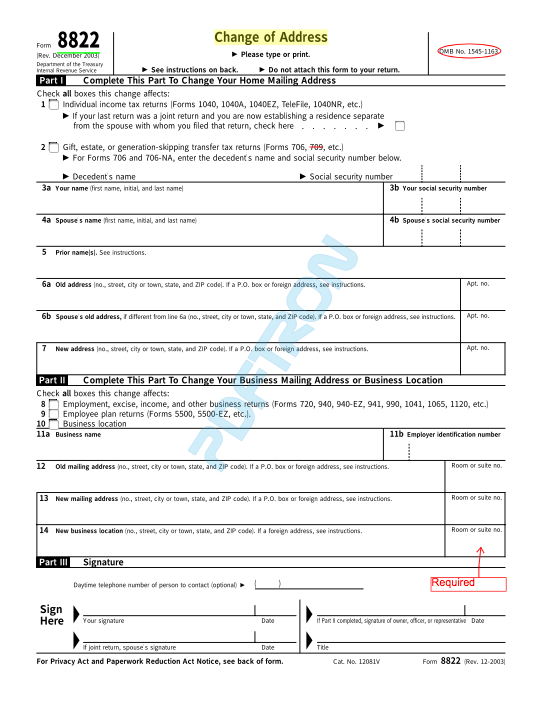 Form 8822
(Rev. December 2003)
Department of the Treasury
Internal Revenue Service
Change of Address
► Please type or print.
► See instructions on back. ► Do not attach this form to your return.
OMB No. 1545-1163
Part I Complete This Part To Change Your Home Mailing Address
Check all boxes this change affects:
1 Individual income tax returns (Forms 1040, 1040A, 1040EZ, TeleFile, 1040NR, etc.)
► If your last return was a joint return and you are now establishing a residence separate
from the spouse with whom you filed that return, check here . . . . . . . ►
2 Gift, estate, or generation-skipping transfer tax returns (Forms 706, 709, etc.)
► For Forms 706 and 706-NA, enter the decedent's name and social security number below.
► Decedent's name ► Social security number
3a Your name (first name, initial, and last name) 3b Your social security number
4a Spouse's name (first name, initial, and last name) 4b Spouse's social security number
5 Prior name(s). See instructions.
6a Old address (no., street, city or town, state, and ZIP code). If a P.O. box or foreign address, see instructions. Apt. no.
6b Spouse's old address, if different from line 6a (no., street, city or town, state, and ZIP code). If a P.O. box or foreign address, see instructions. Apt. no.
7 New address (no., street, city or town, state, and ZIP code). If a P.O. box or foreign address, see instructions. Apt. no.
PDFTRON
Part II Complete This Part To Change Your Business Mailing Address or Business Location
Check all boxes this change affects:
8 Employment, excise, income, and other business returns (Forms 720, 940, 940-EZ, 941, 990, 1041, 1065, 1120, etc.)
9 Employee plan returns (Forms 5500, 5500-EZ, etc.).
10 Business location
11a Business name 11b Employer identification number
12 Old mailing address (no., street, city or town, state, and ZIP code). If a P.O. box or foreign address, see instructions. Room or suite no.
13 New mailing address (no., street, city or town, state, and ZIP code). If a P.O. box or foreign address, see instructions. Room or suite no.
14 New business location (no., street, city or town, state, and ZIP code). If a foreign address, see instructions. Room or suite no.
Part III Signature
Required
Daytime telephone number of person to contact (optional) ► ( )
Sign
Here
Your signature Date If Part II completed, signature of owner, officer, or representative Date
If joint return, spouse's signature Date Title
For Privacy Act and Paperwork Reduction Act Notice, see back of form. Cat. No. 12081V Form 8822 (Rev. 12-2003)